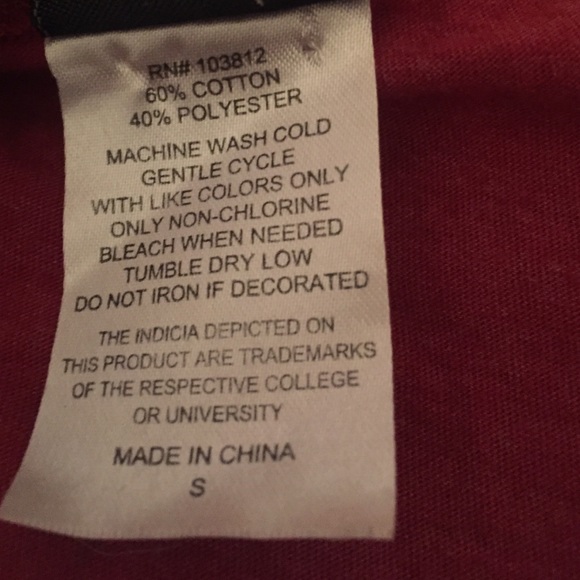 RN# 103812
60% COTTON
40% POLYESTER
MACHINE WASH COLD
GENTLE CYCLE
WITH LIKE COLORS ONLY
ONLY NON-CHLORINE
BLEACH WHEN NEEDED
TUMBLE DRY LOW
DO NOT IRON IF DECORATED
THE INDICIA DEPICTED ON
THIS PRODUCT ARE TRADEMARKS
OF THE RESPECTIVE COLLEGE
OR UNIVERSITY
MADE IN CHINA
S